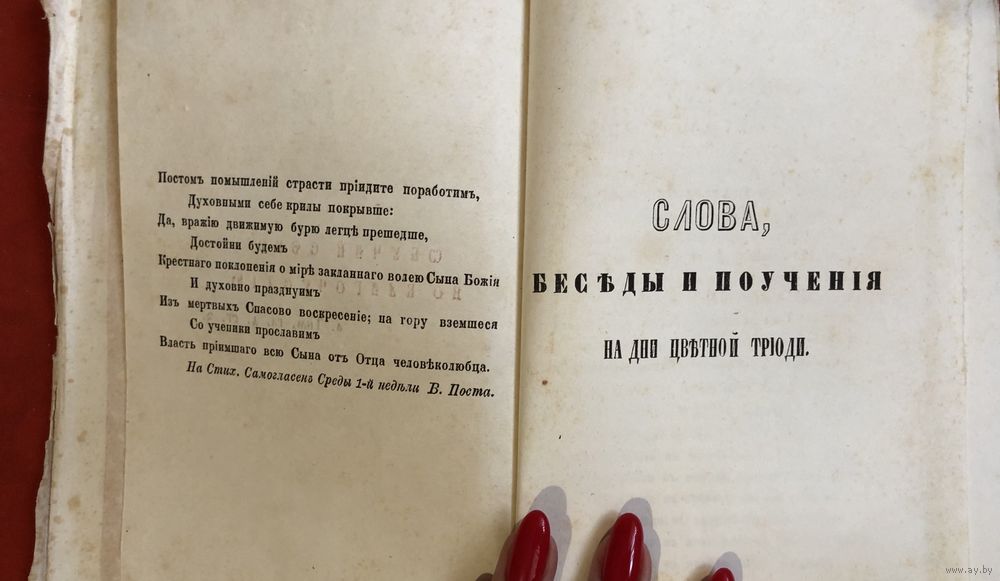 Постомъ помышленій страсти пріидите поработимъ,
Духовными себе крилы покрывше:
Да, вражію движимую бурю легцѣ прешедше,
Достойни будемъ
Крестнаго поклоненія о мірѣ закланнаго волею Сына Божія
И духовно празднуимъ
Изъ мертвыхъ Спасово воскресеніе; на гору вземшеся
Со ученики прославимъ
Власть пріимшаго всю Сына отъ Отца человѣколюбца.
На Стих. Самогласенъ Среды 1-й недѣли В. Поста.
СЛОВА,
БЕСѢДЫ И ПОУЧЕНІЯ
НА ДНИ ЦВѢТНОЙ ТРІОДИ.
www.ay.by